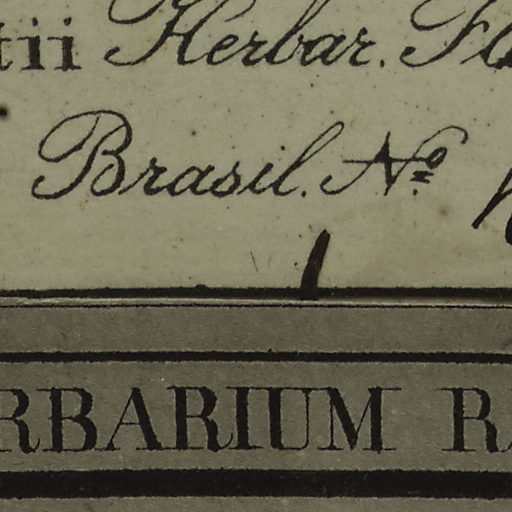 tii Herbar. Fl
Brasil. Nº
RBARIUM R